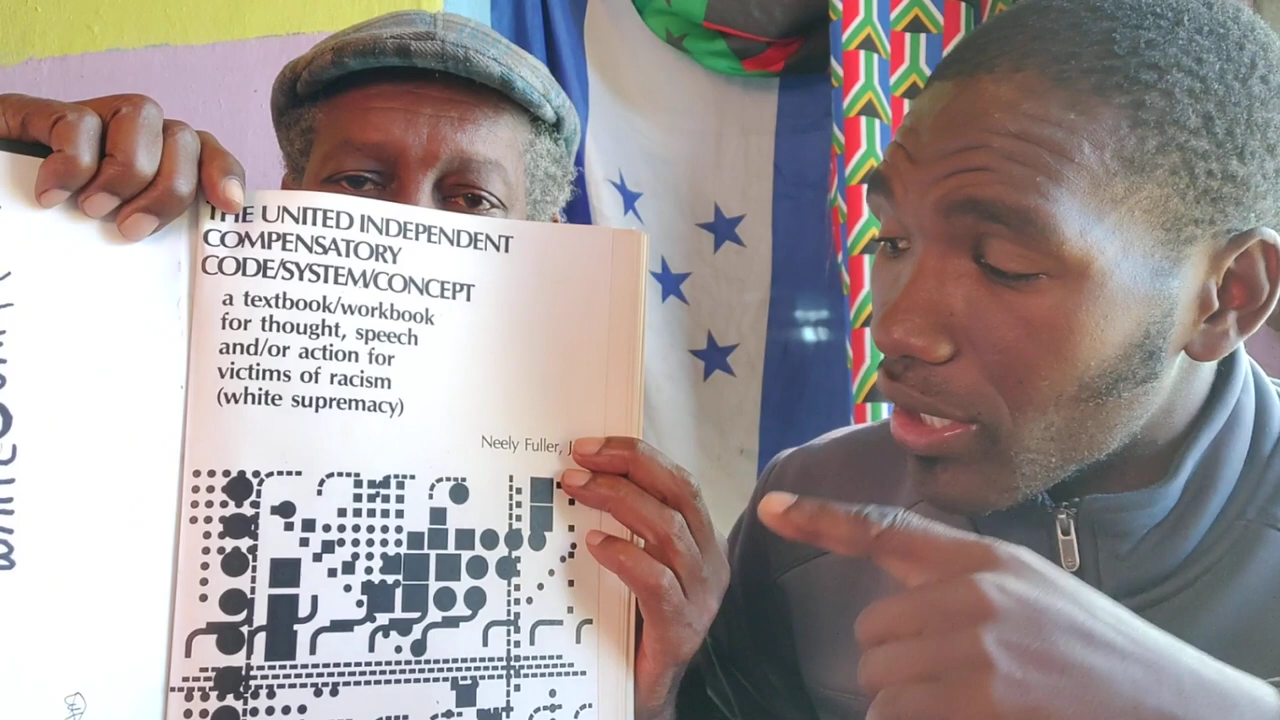 THE UNITED INDEPENDENT
COMPENSATORY
CODE/SYSTEM/CONCEPT
a textbook/workbook
for thought, speech
and/or action for
victims of racism
(white supremacy)
Neely Fuller, J